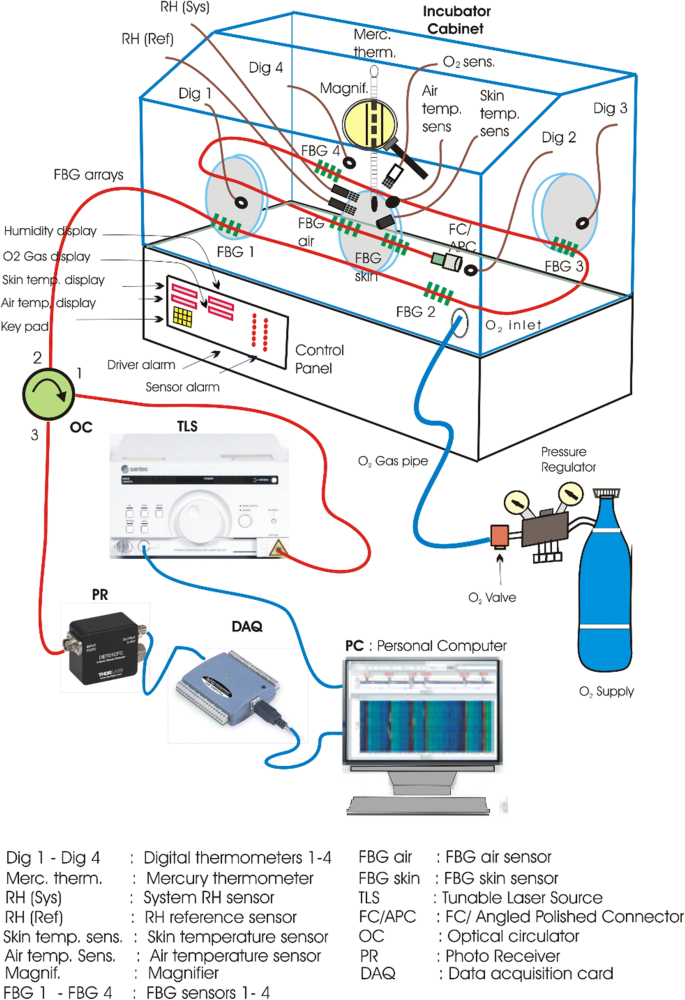 Incubator
Cabinet
RH (Sys)
RH (Ref)
Merc.
therm.
O₂ sens.
Dig 4
Magnif.
Air
temp.
sens
Skin
temp.
sens
Dig 3
Dig 1
Dig 2
FBG 4
FBG arrays
FBG
air
FC/
APC
FBG
skin
FBG 1
FBG 3
FBG 2
Humidity display
O2 Gas display
Skin temp. display
Air temp. display
Key pad
O₂ inlet
Control
Panel
Driver alarm
Sensor alarm
2
1
3
OC
TLS
santec
O₂ Gas pipe
Pressure
Regulator
O₂ Valve
PR
DET01CFC
THORLABS
DAQ
PC : Personal Computer
O₂ Supply
Dig 1 - Dig 4 : Digital thermometers 1-4
Merc. therm. : Mercury thermometer
RH (Sys) : System RH sensor
RH (Ref) : RH reference sensor
Skin temp. sens. : Skin temperature sensor
Air temp. Sens. : Air temperature sensor
Magnif. : Magnifier
FBG 1 - FBG 4 : FBG sensors 1- 4
FBG air : FBG air sensor
FBG skin : FBG skin sensor
TLS : Tunable Laser Source
FC/APC : FC/ Angled Polished Connector
OC : Optical circulator
PR : Photo Receiver
DAQ : Data acquisition card